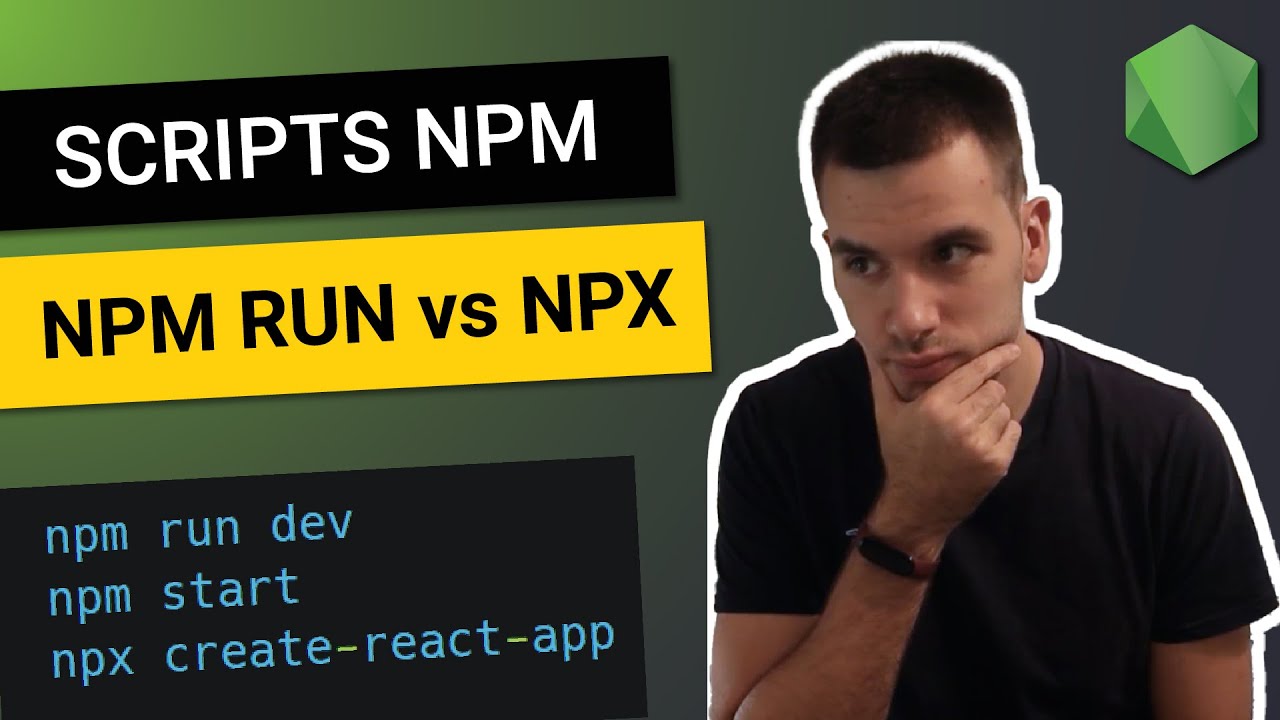 SCRIPTS NPM
NPM RUN vs NPX
npm run dev
npm start
npx create-react-app